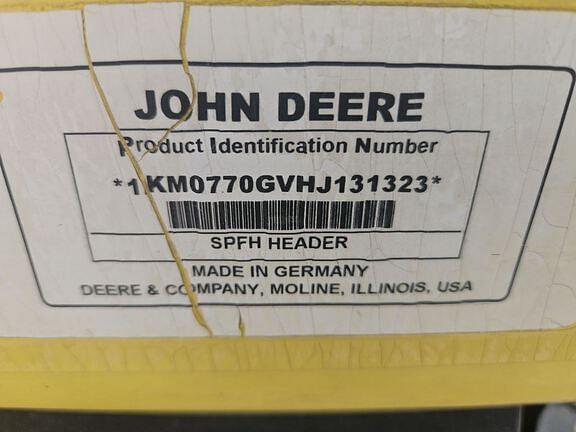 JOHN DEERE
Product Identification Number
*1KM0770GVHJ131323*
SPFH HEADER
MADE IN GERMANY
DEERE & COMPANY, MOLINE, ILLINOIS, USA